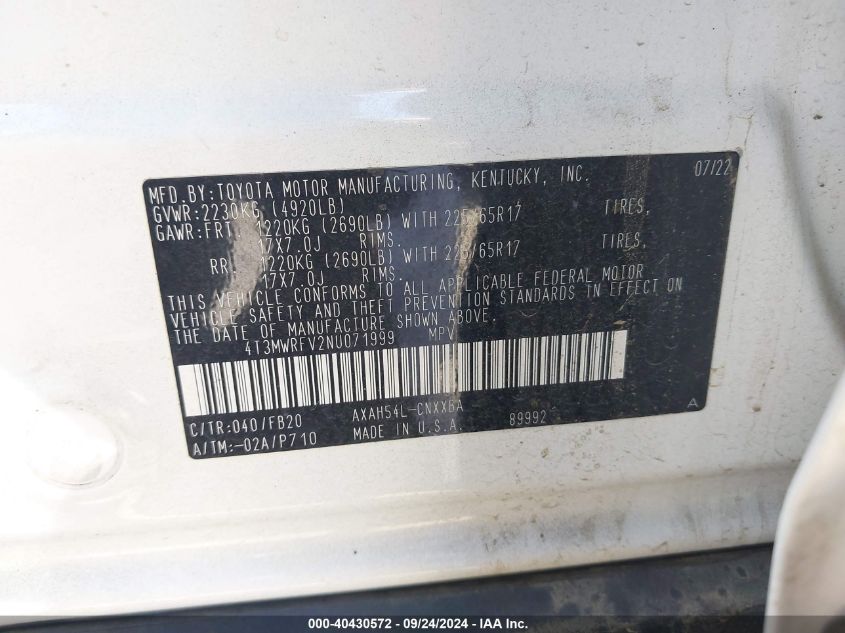 MFD. BY: TOYOTA MOTOR MANUFACTURING, KENTUCKY, INC. 07/22
GVWR: 2230KG (4920LB)
GAWR: FRT. 1220KG (2690LB) WITH 225/65R17 TIRES,
17X7.0J RIMS.
RR. 1220KG (2690LB) WITH 225/65R17 TIRES,
17X7.0J RIMS.
THIS VEHICLE CONFORMS TO ALL APPLICABLE FEDERAL MOTOR
VEHICLE SAFETY AND THEFT PREVENTION STANDARDS IN EFFECT ON
THE DATE OF MANUFACTURE SHOWN ABOVE.
4T3MWRFV2NU071999 MPV
C/TR: 040/FB20 AXAH54L-CNXXBA 89992 A
A/TM: -02A/P710 MADE IN U.S.A.
000-40430572 - 09/24/2024 - IAA Inc.